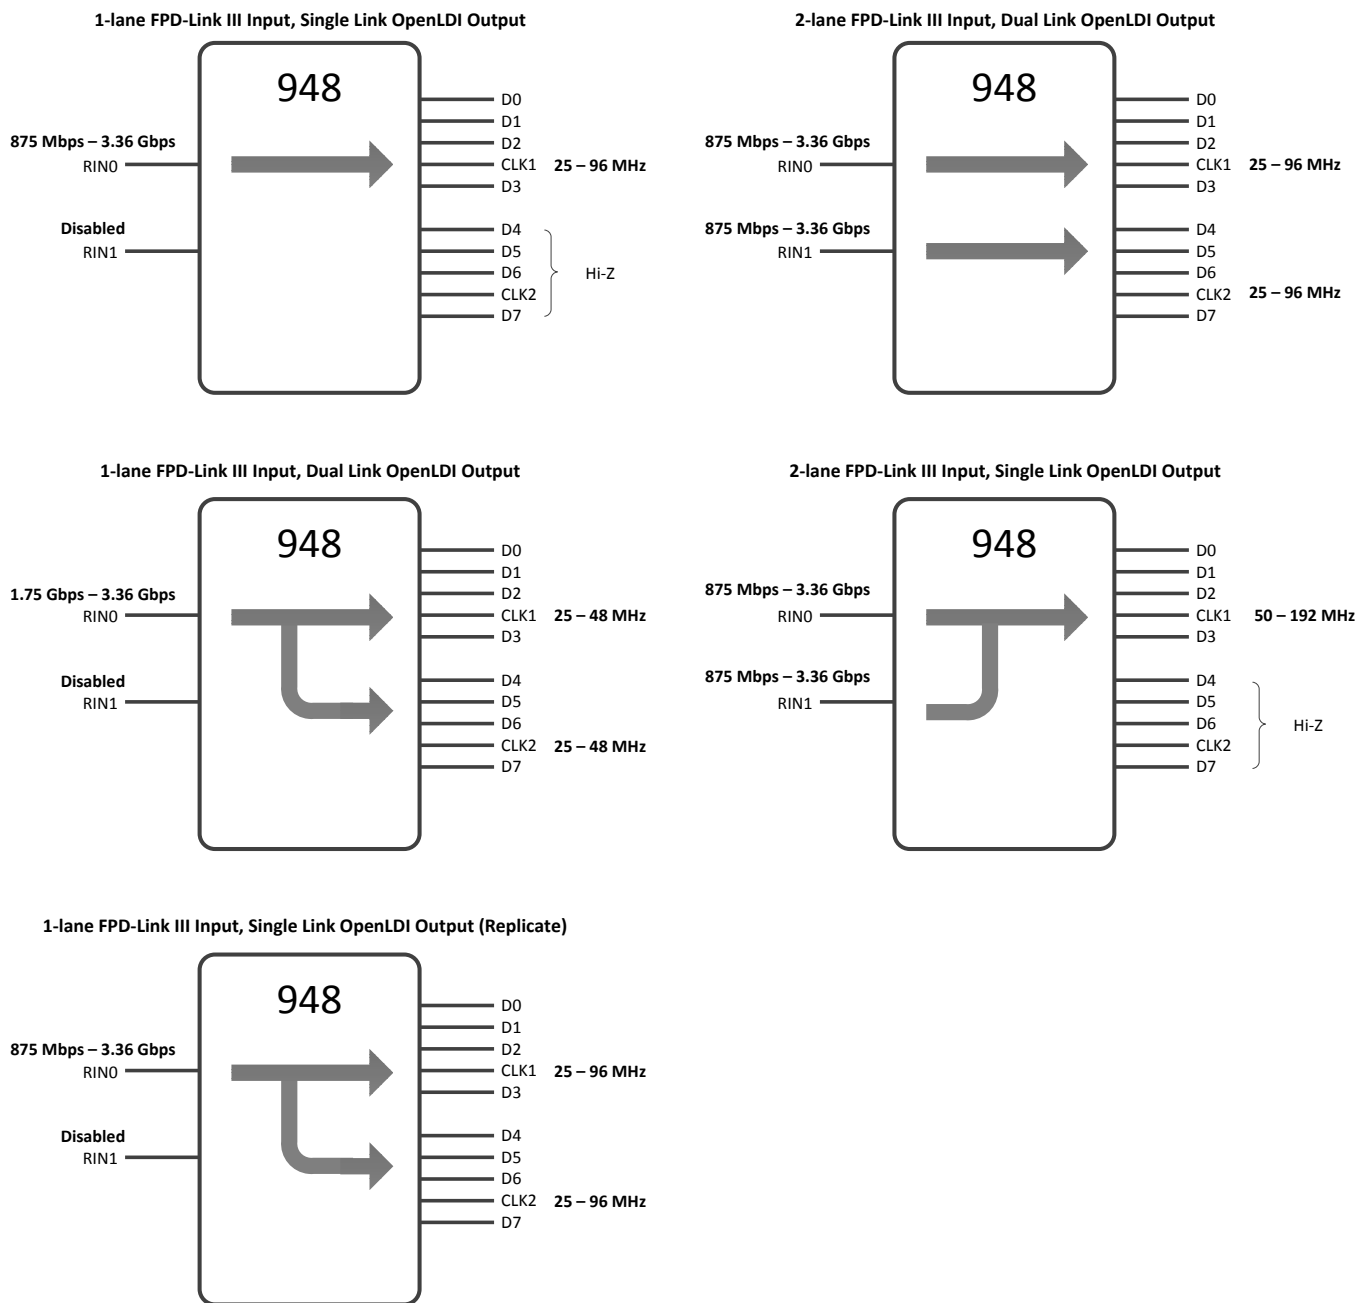 1-lane FPD-Link III Input, Single Link OpenLDI Output
948
875 Mbps – 3.36 Gbps
RIN0
Disabled
RIN1
D0
D1
D2
CLK1 25 – 96 MHz
D3
D4
D5
D6
CLK2
D7
Hi-Z
2-lane FPD-Link III Input, Dual Link OpenLDI Output
948
875 Mbps – 3.36 Gbps
RIN0
875 Mbps – 3.36 Gbps
RIN1
D0
D1
D2
CLK1 25 – 96 MHz
D3
D4
D5
D6
CLK2 25 – 96 MHz
D7
1-lane FPD-Link III Input, Dual Link OpenLDI Output
948
1.75 Gbps – 3.36 Gbps
RIN0
Disabled
RIN1
D0
D1
D2
CLK1 25 – 48 MHz
D3
D4
D5
D6
CLK2 25 – 48 MHz
D7
2-lane FPD-Link III Input, Single Link OpenLDI Output
948
875 Mbps – 3.36 Gbps
RIN0
875 Mbps – 3.36 Gbps
RIN1
D0
D1
D2
CLK1 50 – 192 MHz
D3
D4
D5
D6
CLK2
D7
Hi-Z
1-lane FPD-Link III Input, Single Link OpenLDI Output (Replicate)
948
875 Mbps – 3.36 Gbps
RIN0
Disabled
RIN1
D0
D1
D2
CLK1 25 – 96 MHz
D3
D4
D5
D6
CLK2 25 – 96 MHz
D7